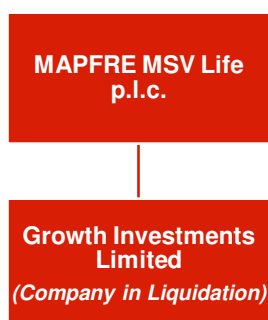 MAPFRE MSV Life
p.l.c.
Growth Investments
Limited
(Company in Liquidation)